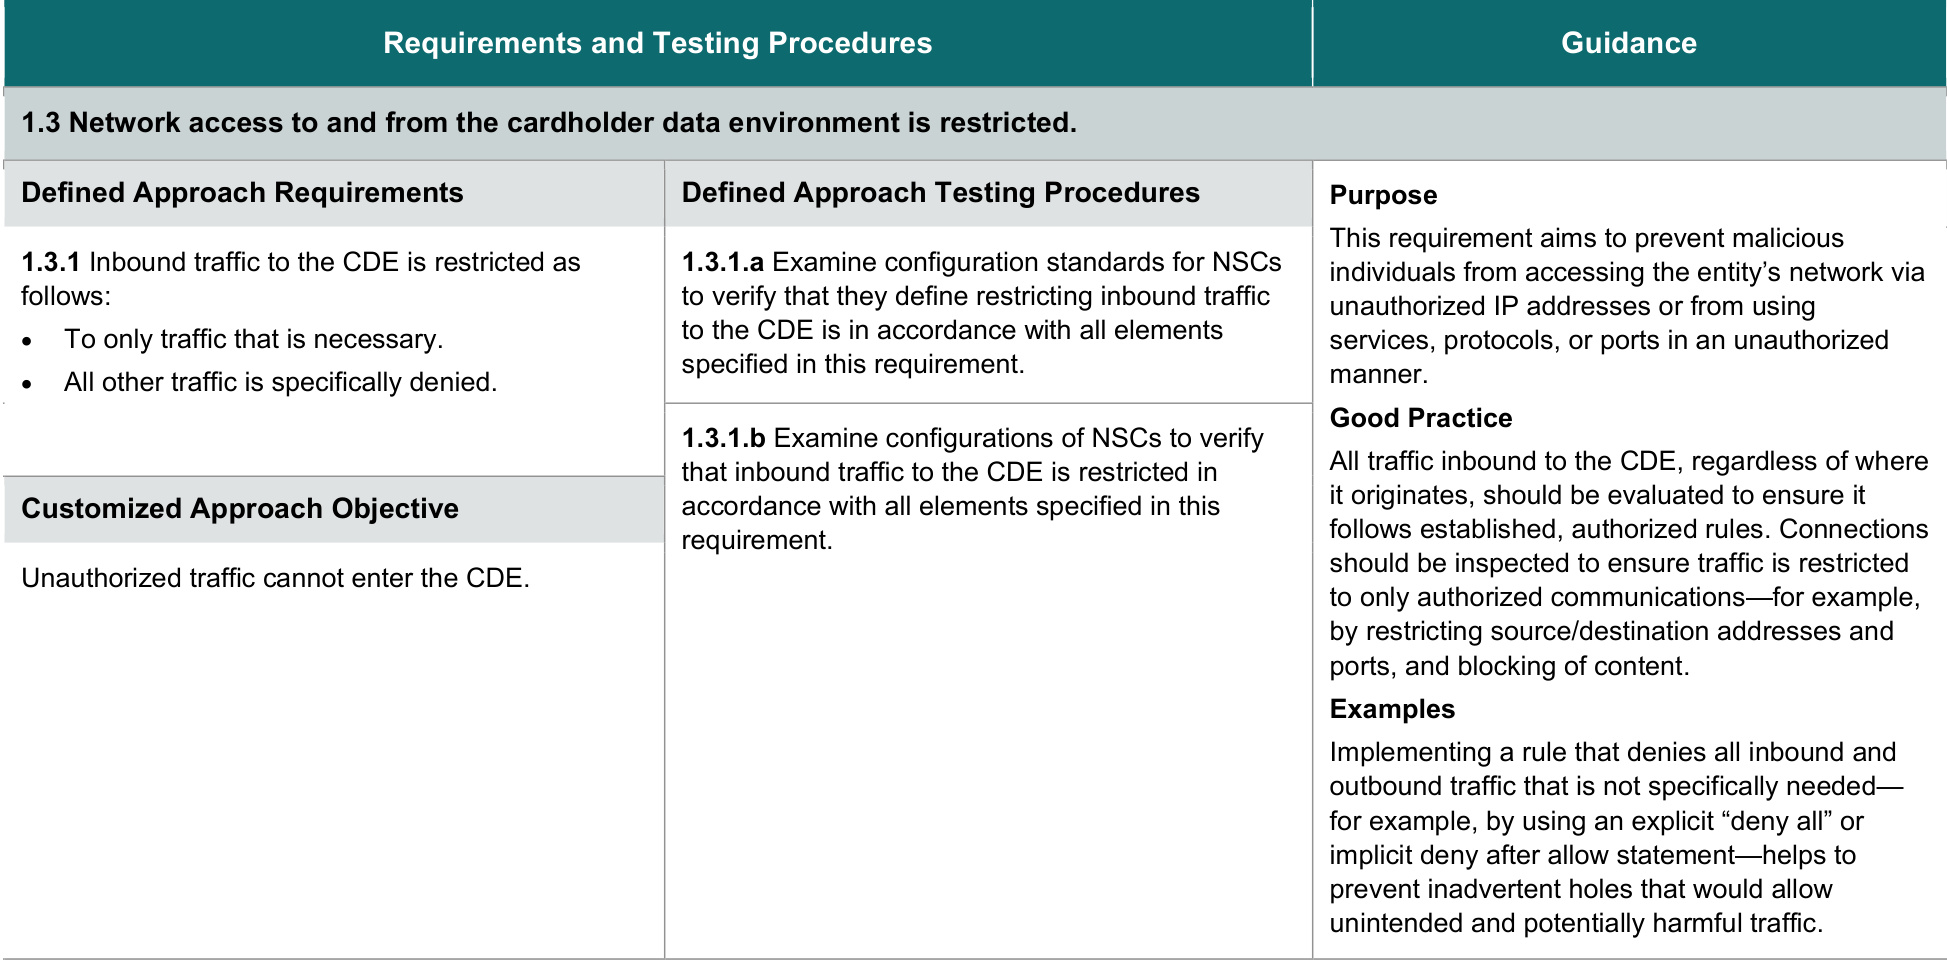 Requirements and Testing Procedures
Guidance
1.3 Network access to and from the cardholder data environment is restricted.
Defined Approach Requirements
1.3.1 Inbound traffic to the CDE is restricted as
follows:
• To only traffic that is necessary.
• All other traffic is specifically denied.
Customized Approach Objective
Unauthorized traffic cannot enter the CDE.
Defined Approach Testing Procedures
1.3.1.a Examine configuration standards for NSCs
to verify that they define restricting inbound traffic
to the CDE is in accordance with all elements
specified in this requirement.
1.3.1.b Examine configurations of NSCs to verify
that inbound traffic to the CDE is restricted in
accordance with all elements specified in this
requirement.
Purpose
This requirement aims to prevent malicious
individuals from accessing the entity’s network via
unauthorized IP addresses or from using
services, protocols, or ports in an unauthorized
manner.
Good Practice
All traffic inbound to the CDE, regardless of where
it originates, should be evaluated to ensure it
follows established, authorized rules. Connections
should be inspected to ensure traffic is restricted
to only authorized communications—for example,
by restricting source/destination addresses and
ports, and blocking of content.
Examples
Implementing a rule that denies all inbound and
outbound traffic that is not specifically needed—
for example, by using an explicit “deny all” or
implicit deny after allow statement—helps to
prevent inadvertent holes that would allow
unintended and potentially harmful traffic.